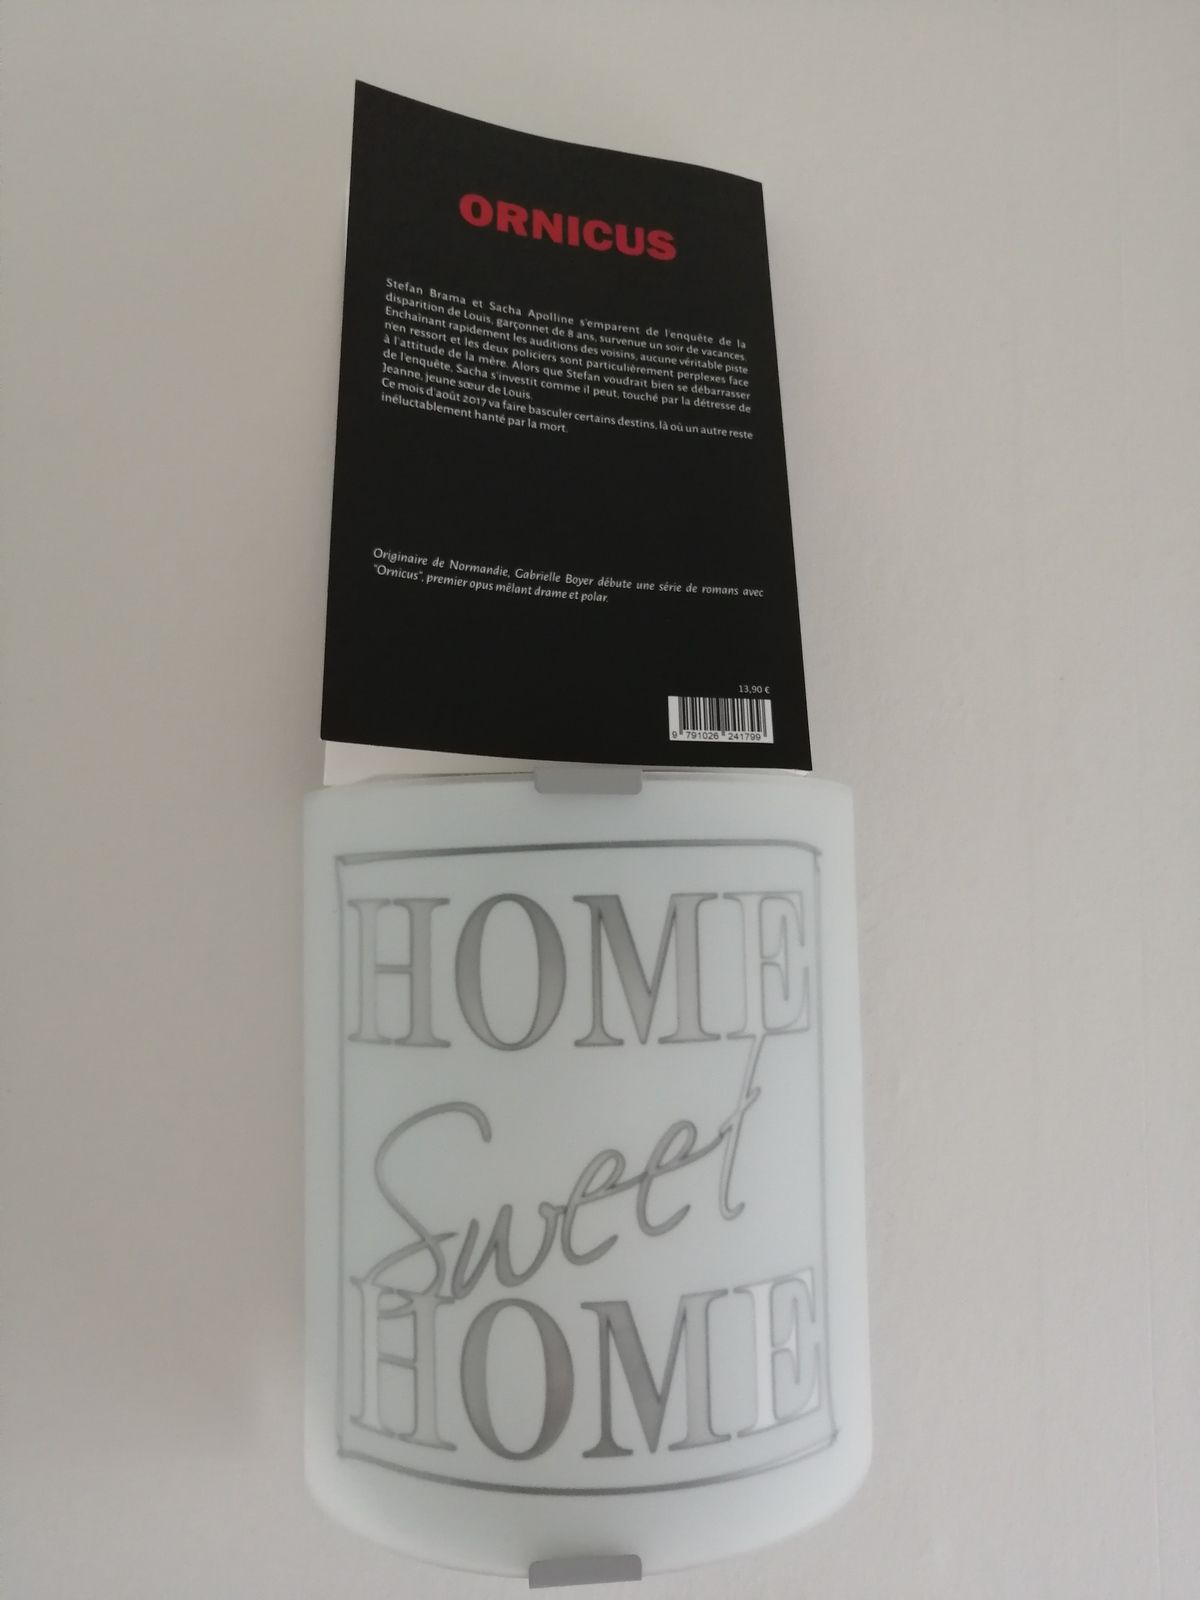 ORNICUS
Stefan Brama et Sacha Apolline s'emparent de l'enquête de la
disparition de Louis, garçonnet de 8 ans, survenue un soir de vacances.
Enchaînant rapidement les auditions des voisins, aucune véritable piste
n'en ressort et les deux policiers sont particulièrement perplexes face
à l'attitude de la mère. Alors que Stefan voudrait bien se débarrasser
de l'enquête, Sacha s'investit comme il peut, touché par la détresse de
Jeanne, jeune sœur de Louis.
Ce mois d'août 2017 va faire basculer certains destins, là où un autre reste
inéluctablement hanté par la mort.
Originaire de Normandie, Gabrielle Boyer débute une série de romans avec
"Ornicus", premier opus mêlant drame et polar.
13,90 €
9 791026 241799
HOME
Sweet
HOME